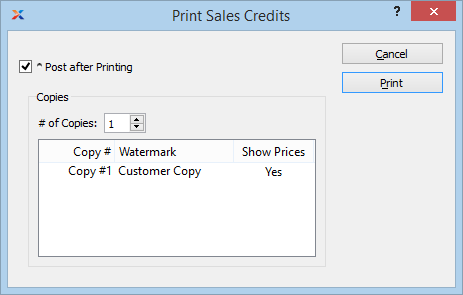 Print Sales Credits
?
Cancel
* Post after Printing
Print
Copies
# of Copies: 1
Copy # Watermark Show Prices
Copy #1 Customer Copy Yes